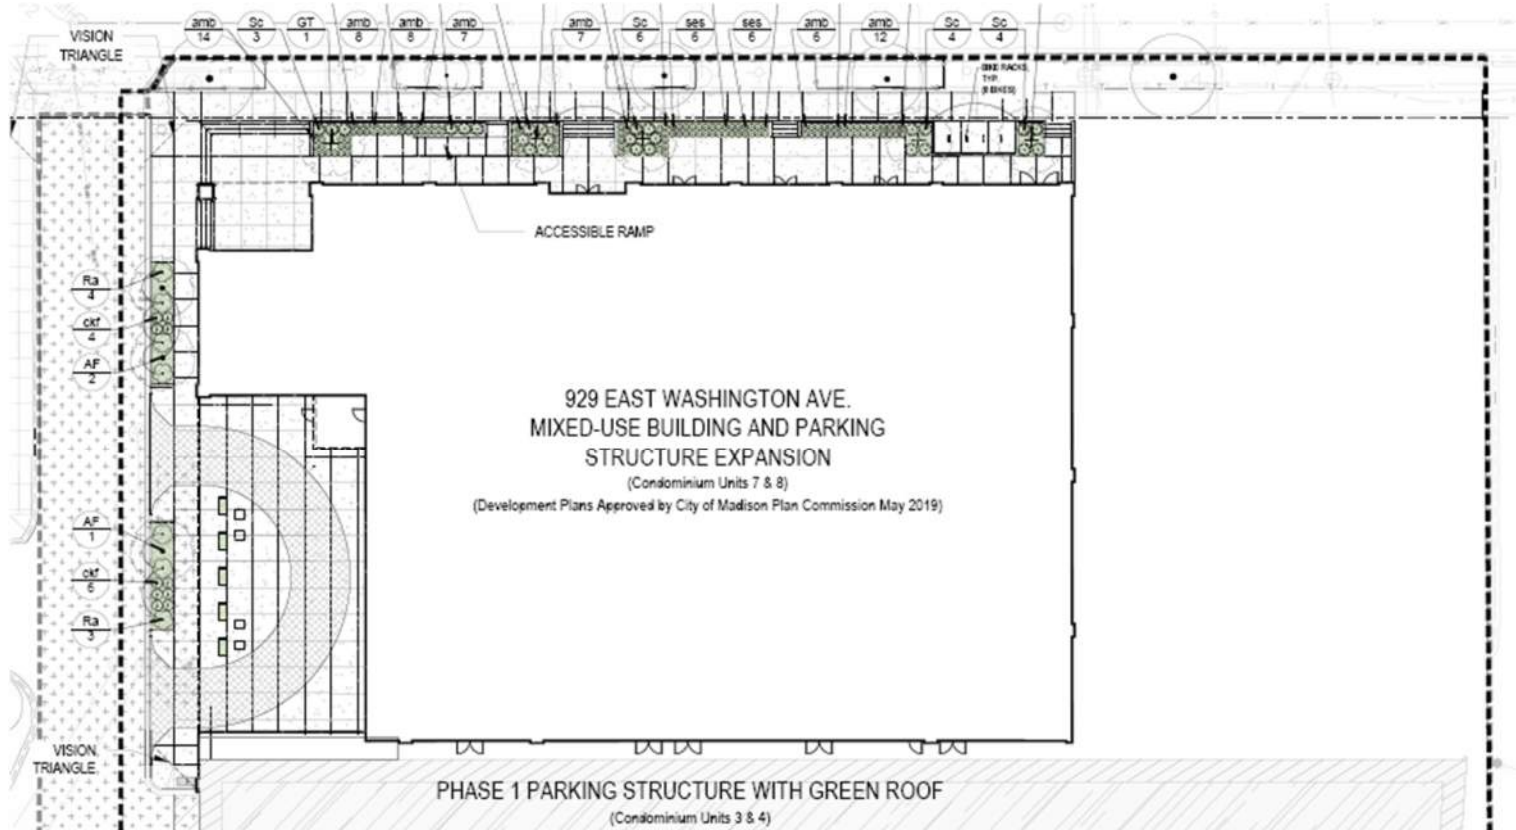 amb Sc GT amb amb amb amb Sc ses ses amb amb Sc Sc
14 3 1 8 8 7 7 6 6 6 6 12 4 4
VISION
TRIANGLE
BIKE RACKS,
TYP.
(8 BIKES)
ACCESSIBLE RAMP
Ra
4
ckf
4
AF
2
929 EAST WASHINGTON AVE.
MIXED-USE BUILDING AND PARKING
STRUCTURE EXPANSION
(Condominium Units 7 & 8)
(Development Plans Approved by City of Madison Plan Commission May 2019)
AF
1
ckf
6
Ra
3
VISION
TRIANGLE
PHASE 1 PARKING STRUCTURE WITH GREEN ROOF
(Condominium Units 3 & 4)